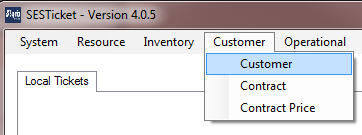 SESTicket - Version 4.0.5
System Resource Inventory Customer Operational
Customer
Local Tickets
Contract
Contract Price